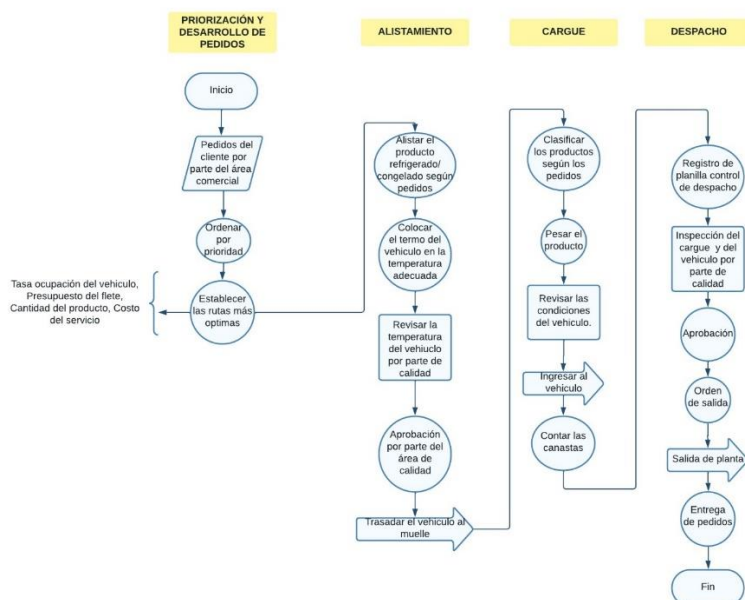 PRIORIZACIÓN Y
DESARROLLO DE
PEDIDOS
Inicio
Pedidos del
cliente por
parte del área
comercial
Ordenar
por
prioridad
Establecer
las rutas más
optimas
Tasa ocupación del vehiculo,
Presupuesto del flete,
Cantidad del producto, Costo
del servicio
ALISTAMIENTO
Alistar el
producto
refrigerado/
congelado según
pedidos
Colocar
el termo del
vehiculo en la
temperatura
adecuada
Revisar la
temperatura
del vehiuclo
por parte de
calidad
Aprobación
por parte del
área de
calidad
Trasadar el vehiculo al
muelle
CARGUE
Clasificar
los productos
según los
pedidos
Pesar el
producto
Revisar las
condiciones
del vehiculo.
Ingresar al
vehículo
Contar las
canastas
DESPACHO
Registro de
planilla control
de despacho
Inspección del
cargue y del
vehiculo por
parte de
calidad
Aprobación
Orden
de salida
Salida de planta
Entrega
de pedidos
Fin